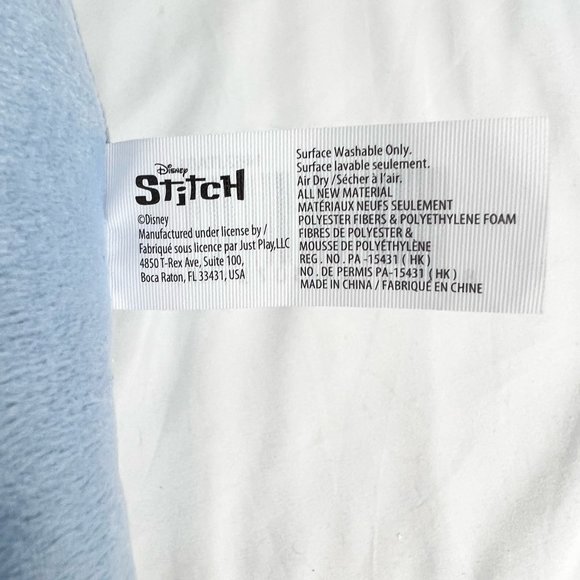 Disney
Stitch
©Disney
Manufactured under license by /
Fabriqué sous licence par Just Play,LLC
4850 T-Rex Ave, Suite 100,
Boca Raton, FL 33431, USA
Surface Washable Only.
Surface lavable seulement.
Air Dry /Sécher à l'air.
ALL NEW MATERIAL
MATÉRIAUX NEUFS SEULEMENT
POLYESTER FIBERS & POLYETHYLENE FOAM
FIBRES DE POLYESTER &
MOUSSE DE POLYÉTHYLÈNE
REG . NO . PA -15431 ( HK )
NO . DE PERMIS PA-15431 ( HK )
MADE IN CHINA / FABRIQUÉ EN CHINE